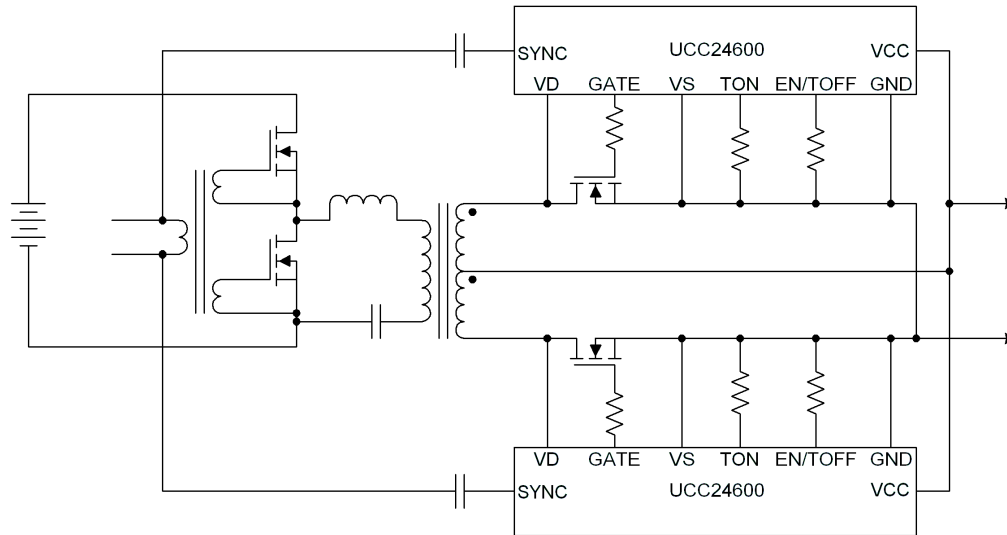 UCC24600
SYNC VCC
VD GATE VS TON EN/TOFF GND
VD GATE VS TON EN/TOFF GND
SYNC UCC24600 VCC